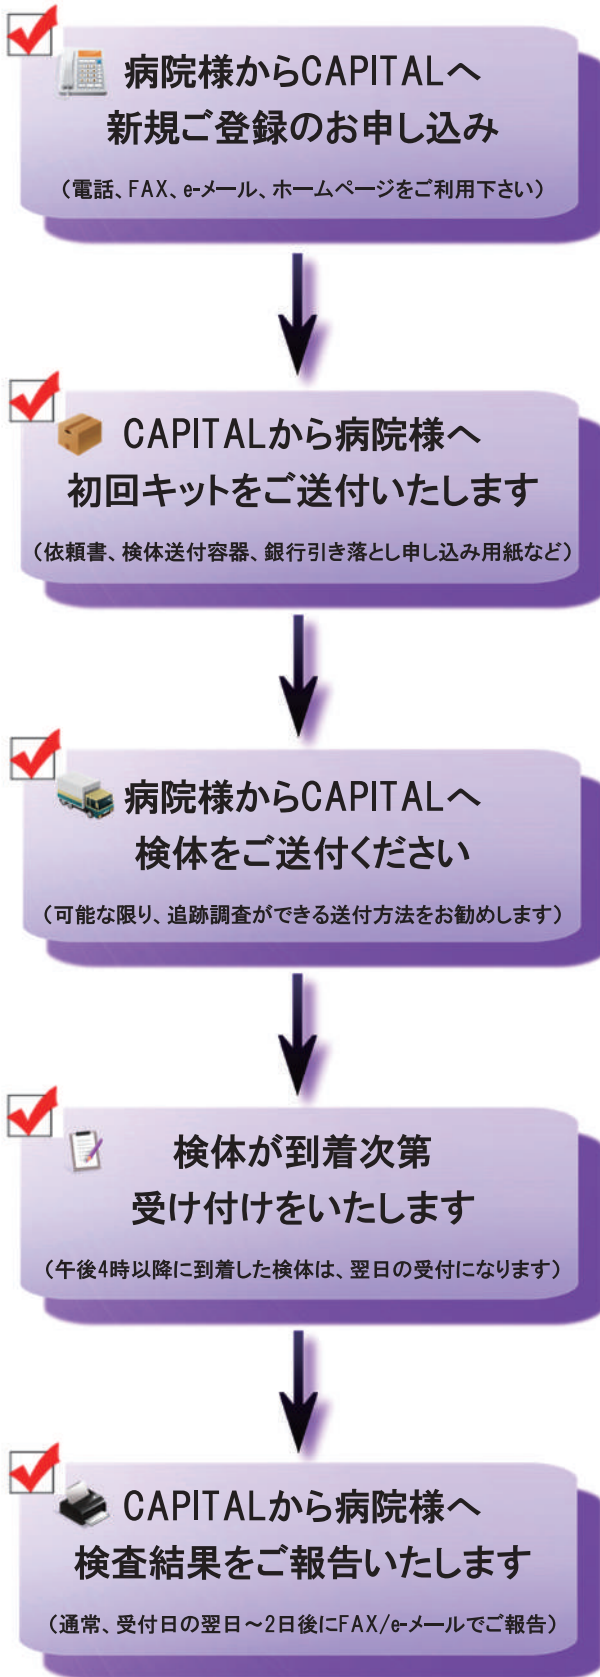 病院様からCAPITALへ
新規ご登録のお申し込み
（電話、FAX、e-メール、ホームページをご利用下さい）
CAPITALから病院様へ
初回キットをご送付いたします
（依頼書、検体送付容器、銀行引き落とし申し込み用紙など）
病院様からCAPITALへ
検体をご送付ください
（可能な限り、追跡調査ができる送付方法をお勧めします）
検体が到着次第
受け付けをいたします
（午後4時以降に到着した検体は、翌日の受付になります）
CAPITALから病院様へ
検査結果をご報告いたします
（通常、受付日の翌日～2日後にFAX/e-メールでご報告）